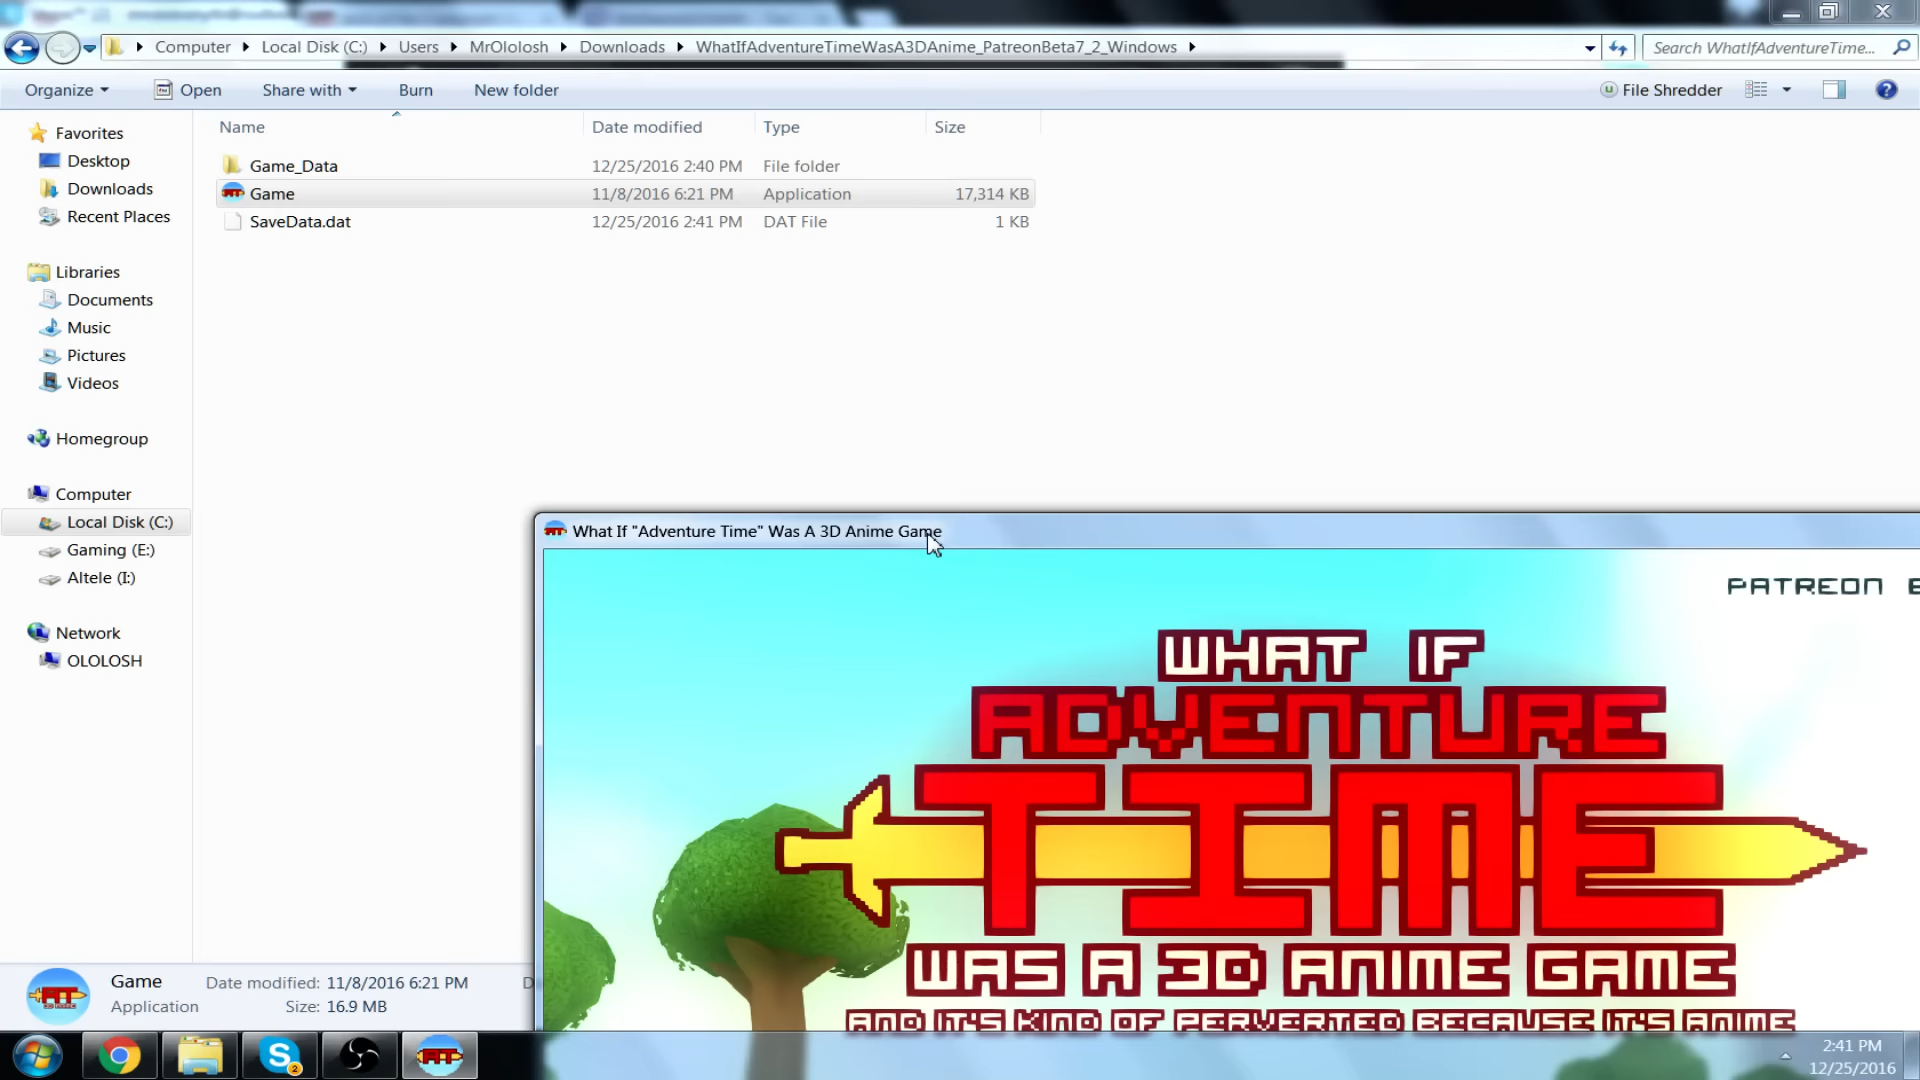 Computer Local Disk (C:) Users MrOlolosh Downloads WhatIfAdventureTimeWasA3DAnime_PatreonBeta7_2_Windows
Search WhatIfAdventureTime...
Organize Open Share with Burn New folder File Shredder
Name Date modified Type Size
Game_Data 12/25/2016 2:40 PM File folder
Game 11/8/2016 6:21 PM Application 17,314 KB
SaveData.dat 12/25/2016 2:41 PM DAT File 1 KB
Favorites
Desktop
Downloads
Recent Places
Libraries
Documents
Music
Pictures
Videos
Homegroup
Computer
Local Disk (C:)
Gaming (E:)
Altele (I:)
Network
OLOLOSH
What If "Adventure Time" Was A 3D Anime Game
PATREON
WHAT IF
ADVENTURE
TIME
WAS A 3D ANIME GAME
AND IT'S KIND OF PERVERTED BECAUSE IT'S ANIME
Game Date modified: 11/8/2016 6:21 PM
Application Size: 16.9 MB
2
AT
2:41 PM
12/25/2016